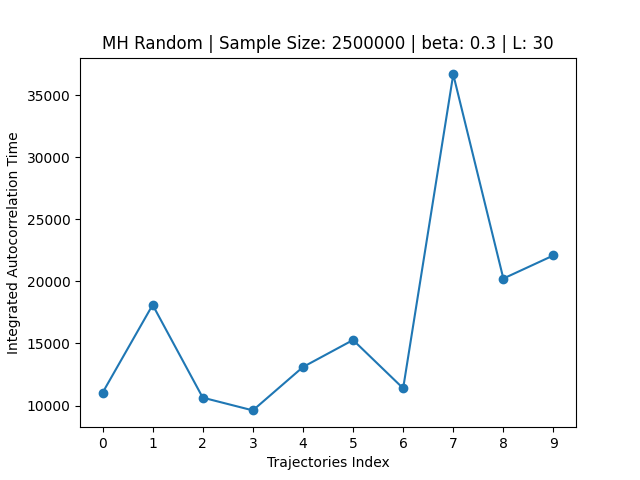 MH Random | Sample Size: 2500000 | beta: 0.3 | L: 30
Integrated Autocorrelation Time
35000
30000
25000
20000
15000
10000
0 1 2 3 4 5 6 7 8 9
Trajectories Index